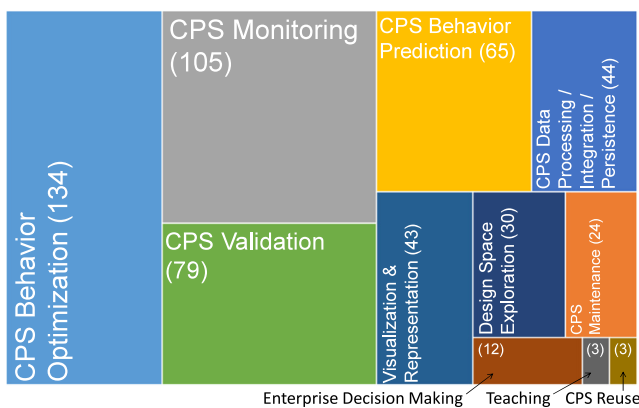 CPS Behavior
Optimization (134)
CPS Monitoring
(105)
CPS Validation
(79)
CPS Behavior
Prediction (65)
CPS Data
Processing /
Integration /
Persistence (44)
Visualization &
Representation (43)
Design Space
Exploration (30)
CPS
Maintenance (24)
(12)
(3)
(3)
Enterprise Decision Making
Teaching
CPS Reuse